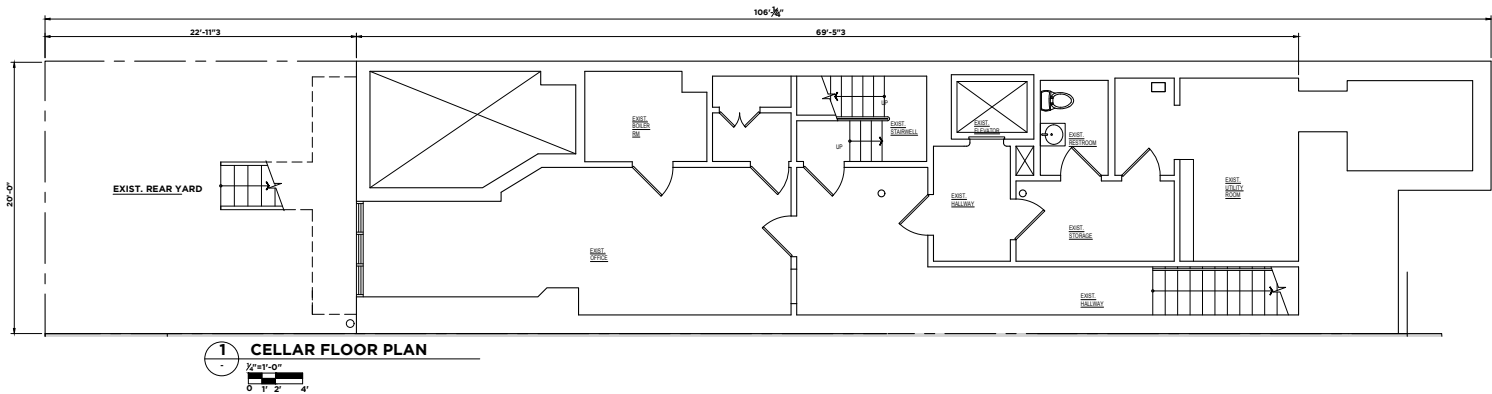 106'-¼"
22'-11"3
69'-5"3
20'-0"
EXIST. REAR YARD
EXIST.
BOILER
RM
UP
UP
EXIST.
STAIRWELL
EXIST.
ELEVATOR
EXIST.
RESTROOM
EXIST.
HALLWAY
EXIST.
STORAGE
EXIST.
UTILITY
ROOM
EXIST.
OFFICE
EXIST.
HALLWAY
1
-
CELLAR FLOOR PLAN
¼"=1'-0"
0 1' 2' 4'